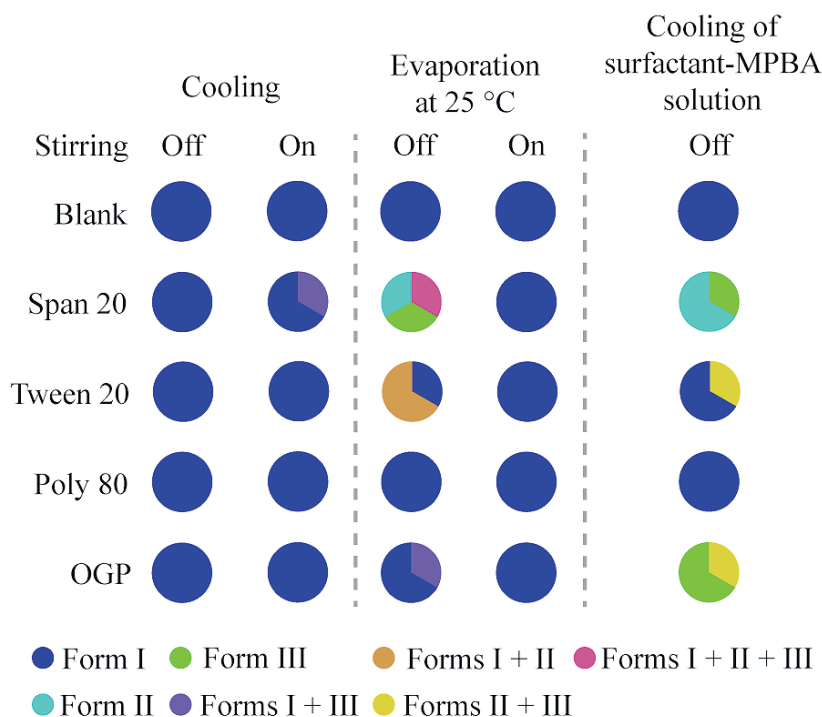 Cooling
Evaporation
at 25 °C
Cooling of
surfactant-MPBA
solution
Stirring Off On Off On Off
Blank
Span 20
Tween 20
Poly 80
OGP
Form I Form III Forms I + II Forms I + II + III
Form II Forms I + III Forms II + III